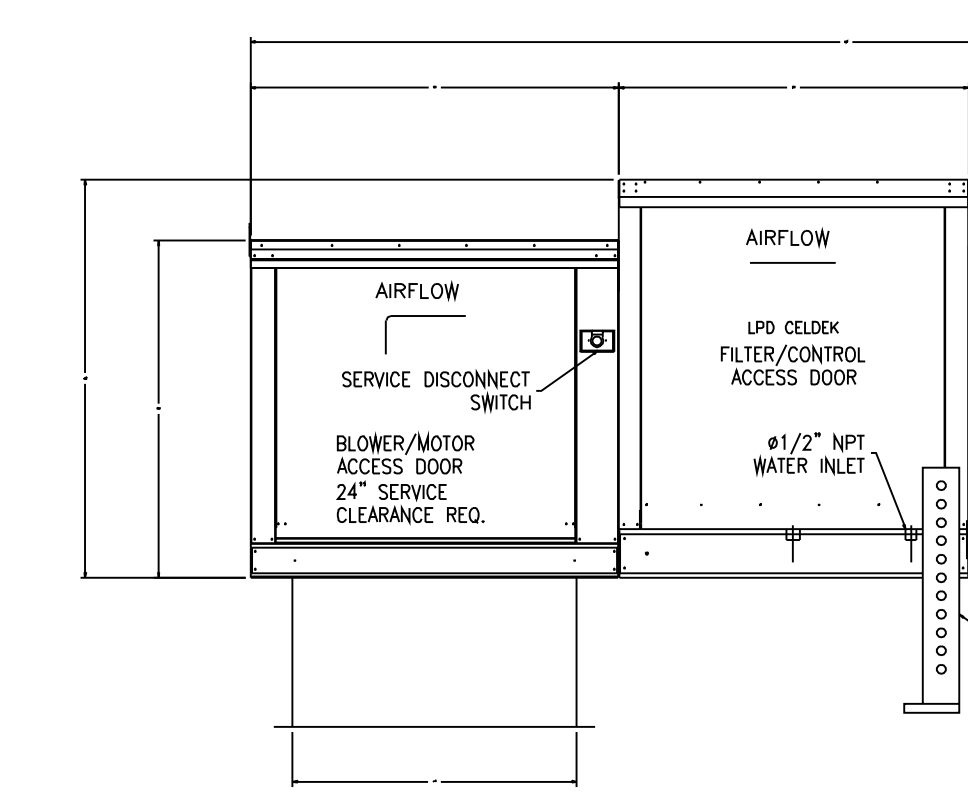 AIRFLOW
AIRFLOW
LPD CELDEK
FILTER/CONTROL
ACCESS DOOR
SERVICE DISCONNECT
SWITCH
BLOWER/MOTOR
ACCESS DOOR
24" SERVICE
CLEARANCE REQ.
ø1/2" NPT
WATER INLET